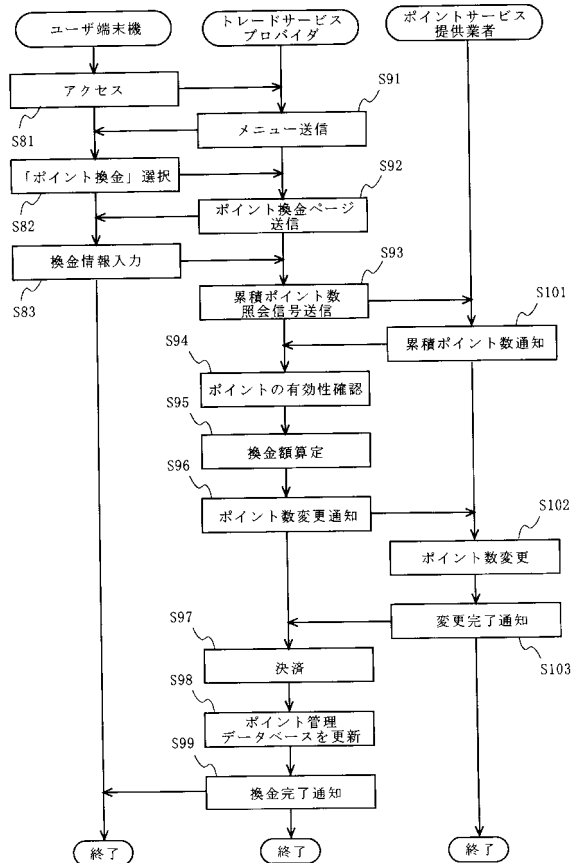 ユーザ端末機
トレードサービス
プロバイダ
ポイントサービス
提供業者
アクセス
S81
S91
メニュー送信
「ポイント換金」選択
S82
S92
ポイント換金ページ
送信
換金情報入力
S83
S93
累積ポイント数
照会信号送信
S101
累積ポイント数通知
S94
ポイントの有効性確認
S95
換金額算定
S96
ポイント数変更通知
S102
ポイント数変更
変更完了通知
S103
S97
決済
S98
ポイント管理
データベースを更新
S99
換金完了通知
終了
終了
終了